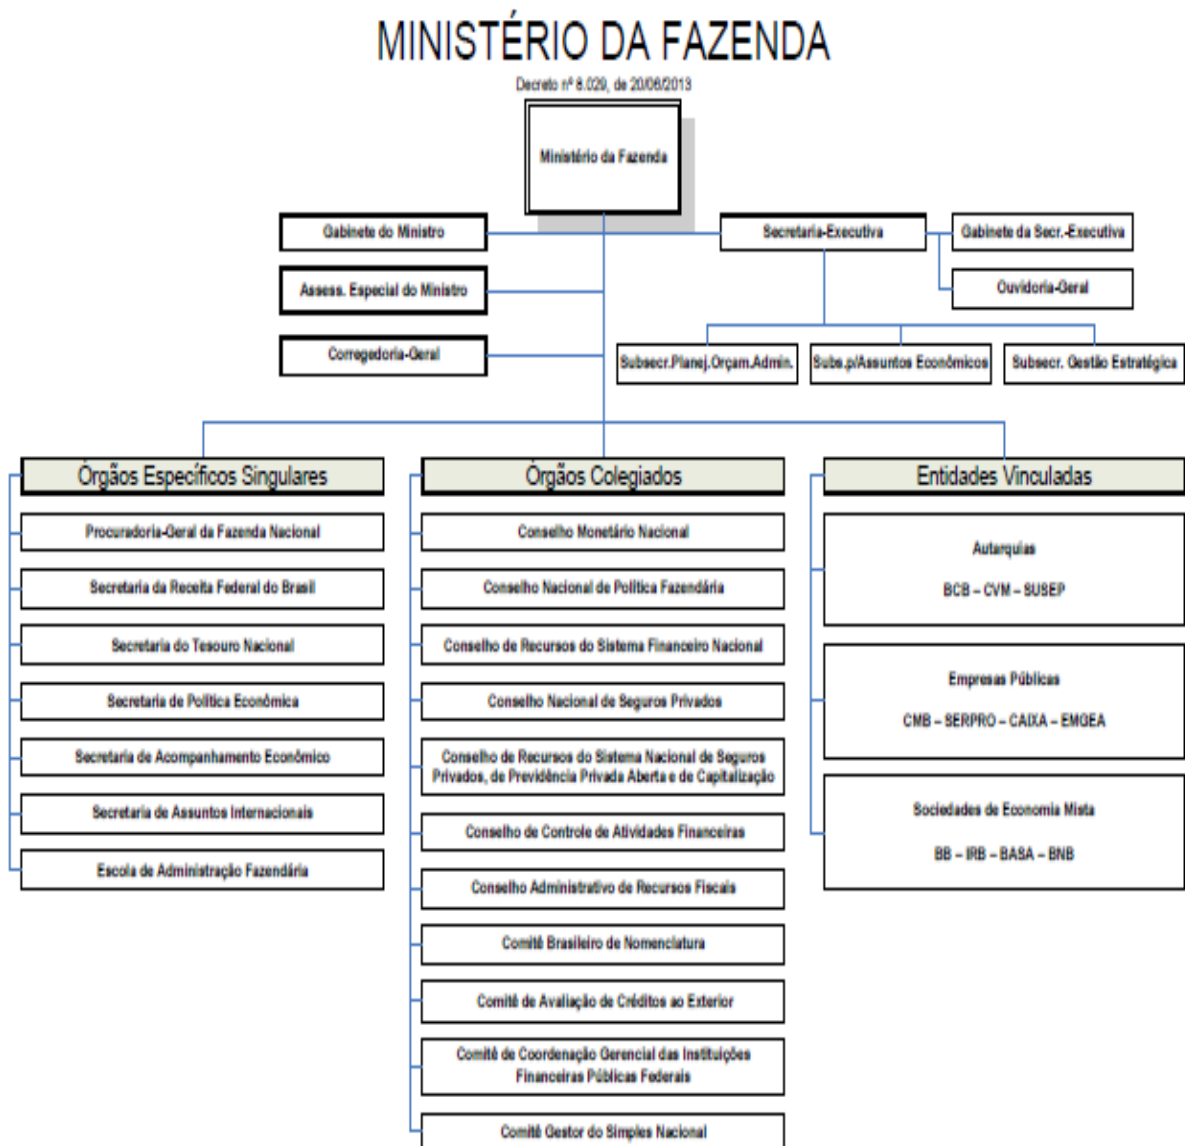 MINISTÉRIO DA FAZENDA
Decreto nº 8.029, de 20/06/2013
Ministério da Fazenda
Gabinete do Ministro
Secretaria-Executiva
Gabinete da Secr.-Executiva
Assess. Especial do Ministro
Ouvidoria-Geral
Corregedoria-Geral
Subsecr.Planej.Orçam.Admin.
Subs.p/Assuntos Econômicos
Subsecr. Gestão Estratégica
Órgãos Específicos Singulares
Procuradoria-Geral da Fazenda Nacional
Secretaria da Receita Federal do Brasil
Secretaria do Tesouro Nacional
Secretaria de Política Econômica
Secretaria de Acompanhamento Econômico
Secretaria de Assuntos Internacionais
Escola de Administração Fazendária
Órgãos Colegiados
Conselho Monetário Nacional
Conselho Nacional de Política Fazendária
Conselho de Recursos do Sistema Financeiro Nacional
Conselho Nacional de Seguros Privados
Conselho de Recursos do Sistema Nacional de Seguros
Privados, de Previdência Privada Aberta e de Capitalização
Conselho de Controle de Atividades Financeiras
Conselho Administrativo de Recursos Fiscais
Comitê Brasileiro de Nomenclatura
Comitê de Avaliação de Créditos ao Exterior
Comitê de Coordenação Gerencial das Instituições
Financeiras Públicas Federais
Comitê Gestor do Simples Nacional
Entidades Vinculadas
Autarquias
BCB – CVM – SUSEP
Empresas Públicas
CMB – SERPRO – CAIXA – EMGEA
Sociedades de Economia Mista
BB – IRB – BASA – BNB